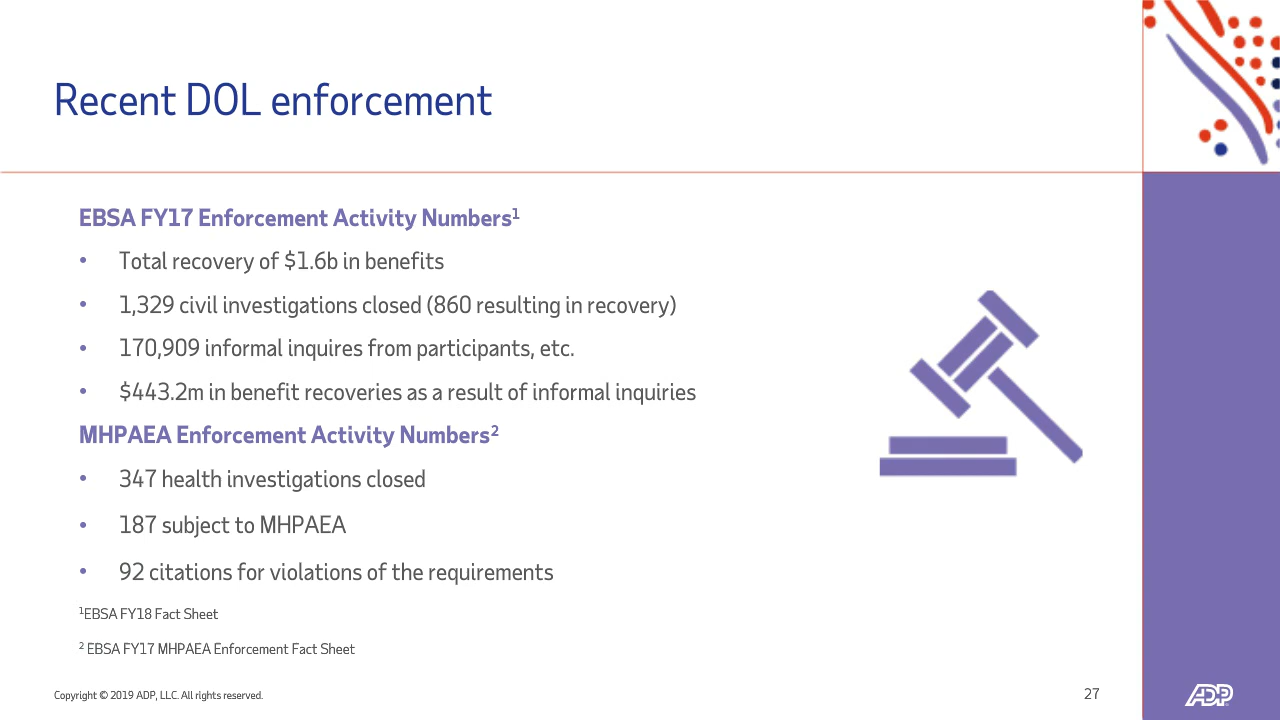 Recent DOL enforcement
EBSA FY17 Enforcement Activity Numbers¹
• Total recovery of $1.6b in benefits
• 1,329 civil investigations closed (860 resulting in recovery)
• 170,909 informal inquires from participants, etc.
• $443.2m in benefit recoveries as a result of informal inquiries
MHPAEA Enforcement Activity Numbers²
• 347 health investigations closed
• 187 subject to MHPAEA
• 92 citations for violations of the requirements
¹EBSA FY18 Fact Sheet
² EBSA FY17 MHPAEA Enforcement Fact Sheet
Copyright © 2019 ADP, LLC. All rights reserved.
27
ADP